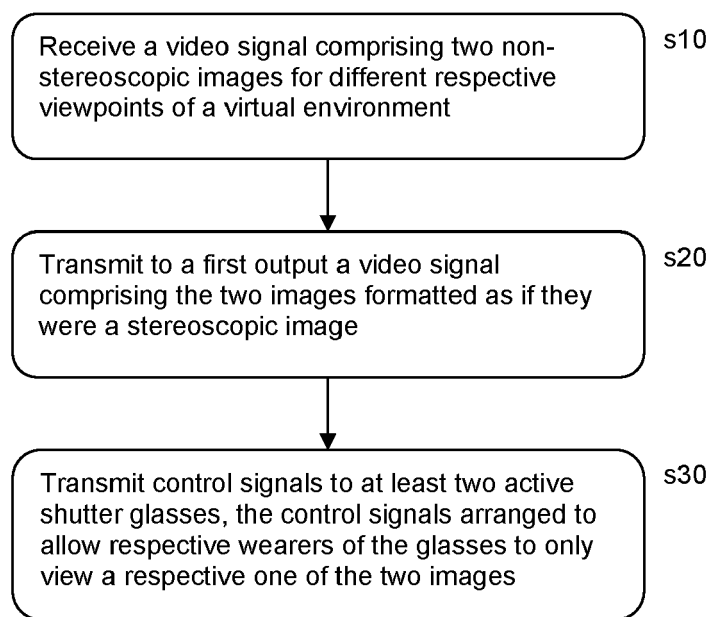 Receive a video signal comprising two non-
stereoscopic images for different respective
viewpoints of a virtual environment
s10
Transmit to a first output a video signal
comprising the two images formatted as if they
were a stereoscopic image
s20
Transmit control signals to at least two active
shutter glasses, the control signals arranged to
allow respective wearers of the glasses to only
view a respective one of the two images
s30